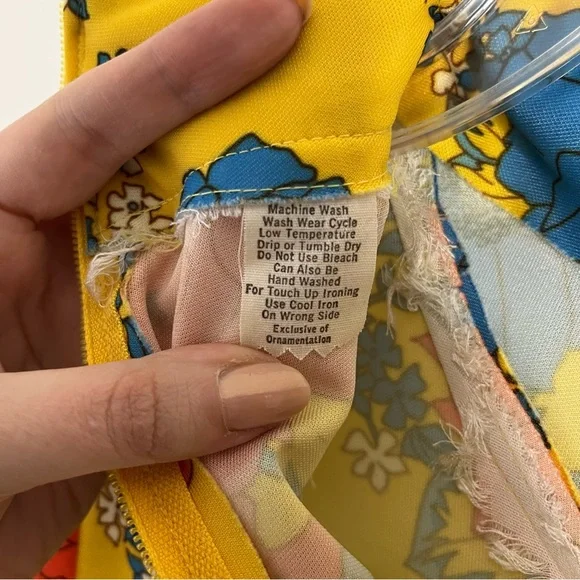 Machine Wash
Wash Wear Cycle
Low Temperature
Drip or Tumble Dry
Do Not Use Bleach
Can Also Be
Hand Washed
For Touch Up Ironing
Use Cool Iron
On Wrong Side
Exclusive of
Ornamentation